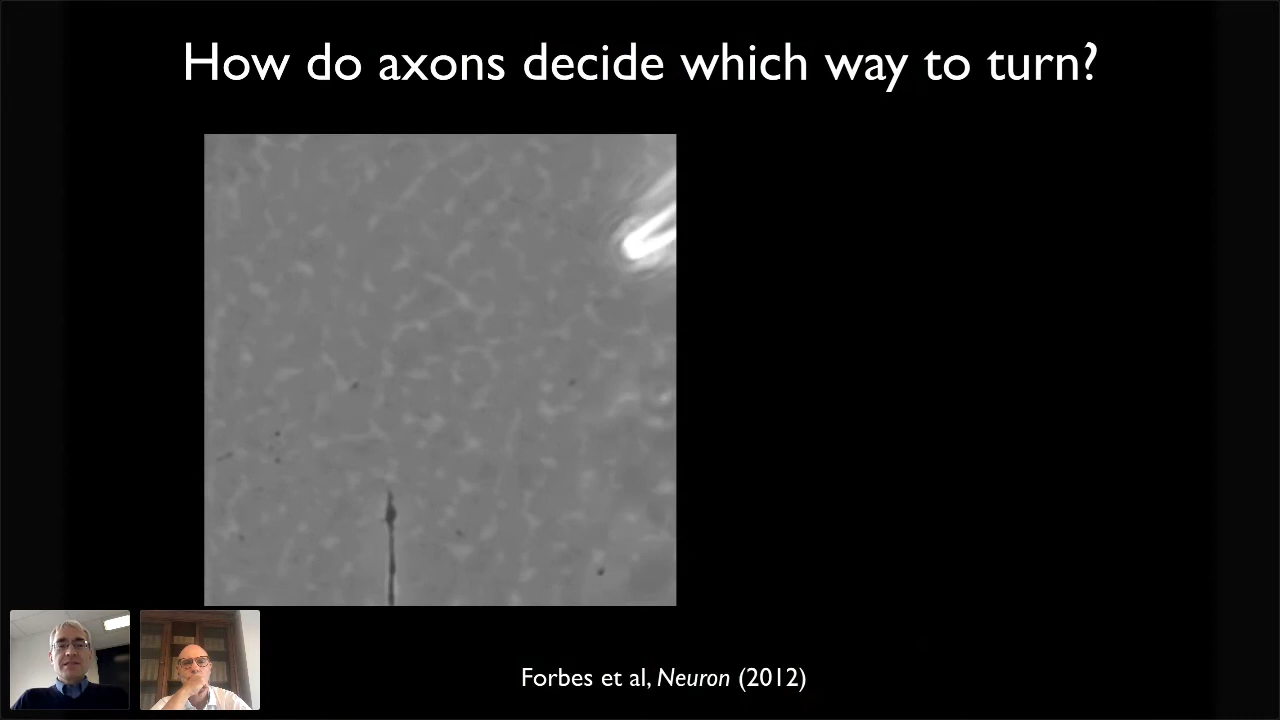 How do axons decide which way to turn?
Forbes et al, Neuron (2012)